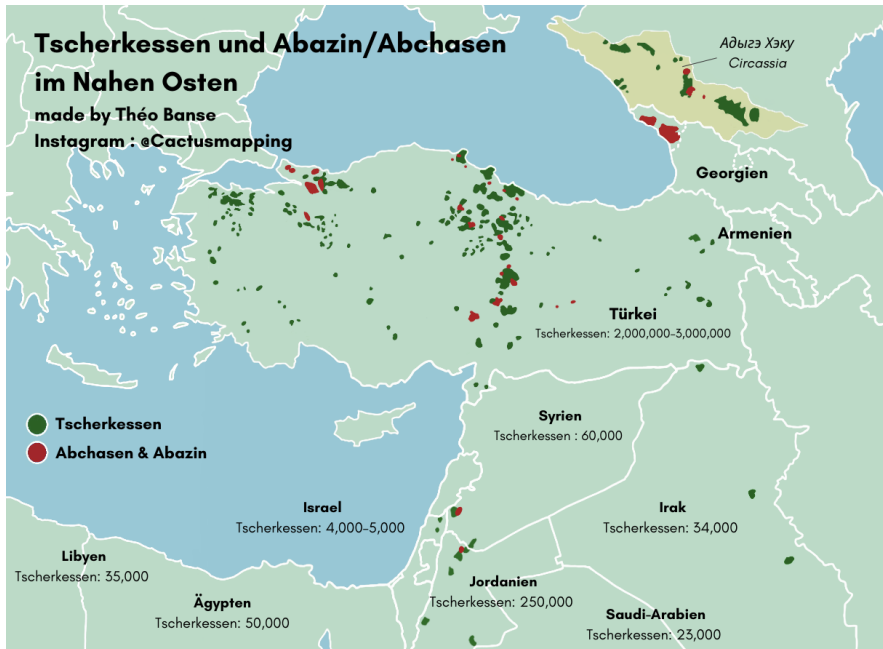 Tscherkessen und Abazin/Abchasen
im Nahen Osten
made by Théo Banse
Instagram : @Cactusmapping
Адыгэ Хэку
Circassia
Georgien
Armenien
Türkei
Tscherkessen: 2,000,000-3,000,000
Tscherkessen
Abchasen & Abazin
Syrien
Tscherkessen : 60,000
Israel
Tscherkessen: 4,000-5,000
Irak
Tscherkessen: 34,000
Libyen
Tscherkessen: 35,000
Jordanien
Tscherkessen: 250,000
Ägypten
Tscherkessen: 50,000
Saudi-Arabien
Tscherkessen: 23,000